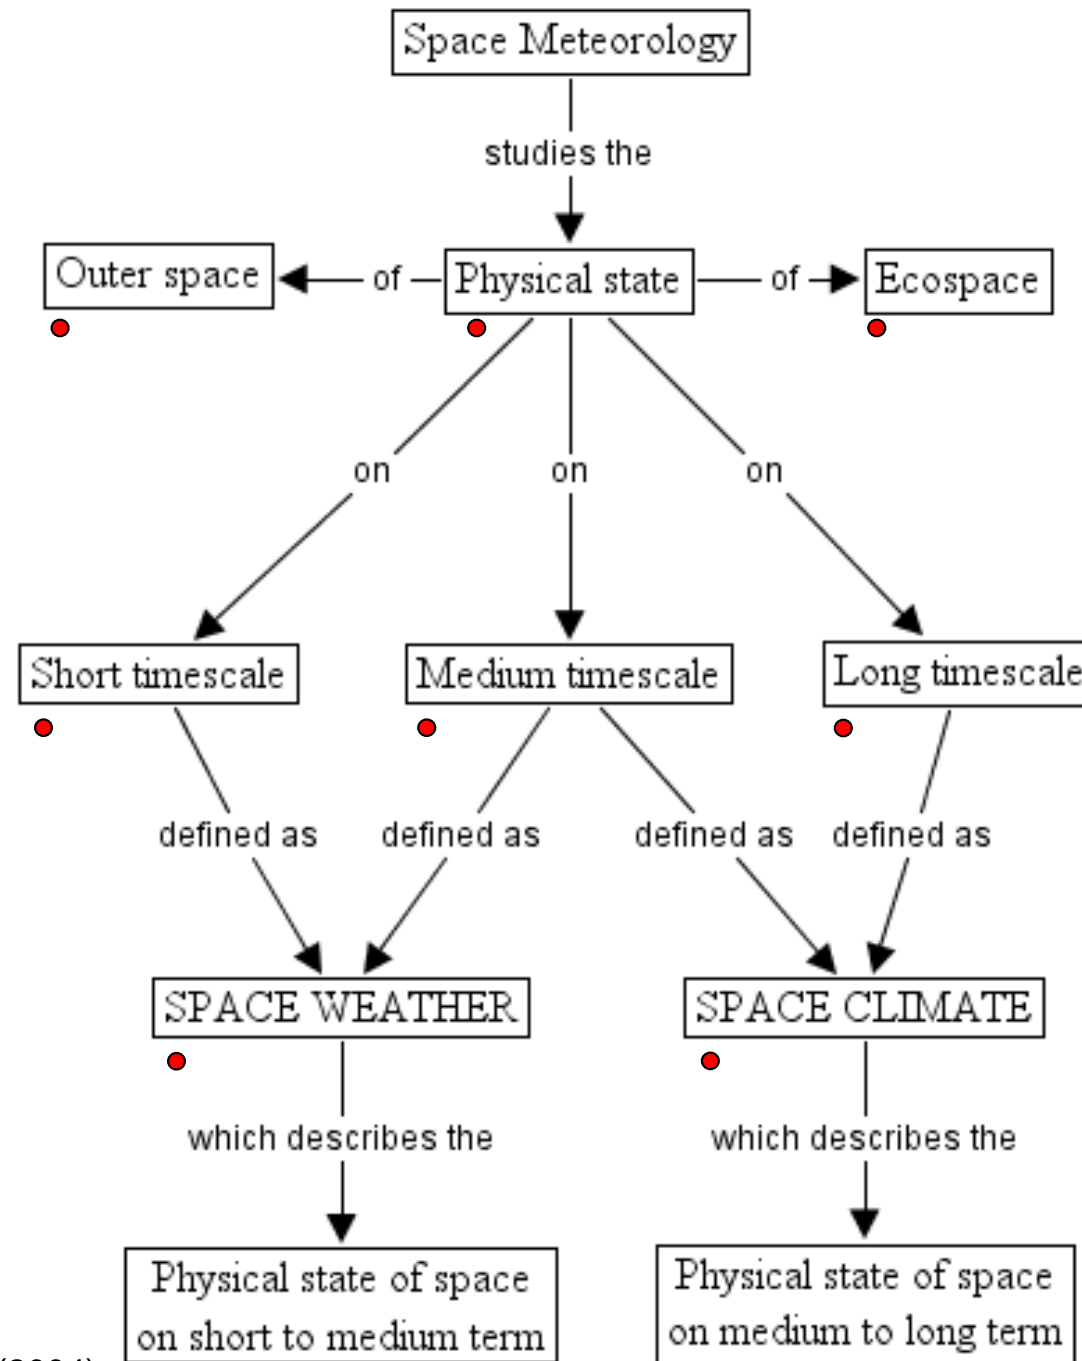 Space Meteorology
studies the
Outer space
of
Physical state
of
Ecospace
on
on
on
Short timescale
Medium timescale
Long timescale
defined as
defined as
defined as
defined as
SPACE WEATHER
SPACE CLIMATE
which describes the
which describes the
Physical state of space
on short to medium term
Physical state of space
on medium to long term